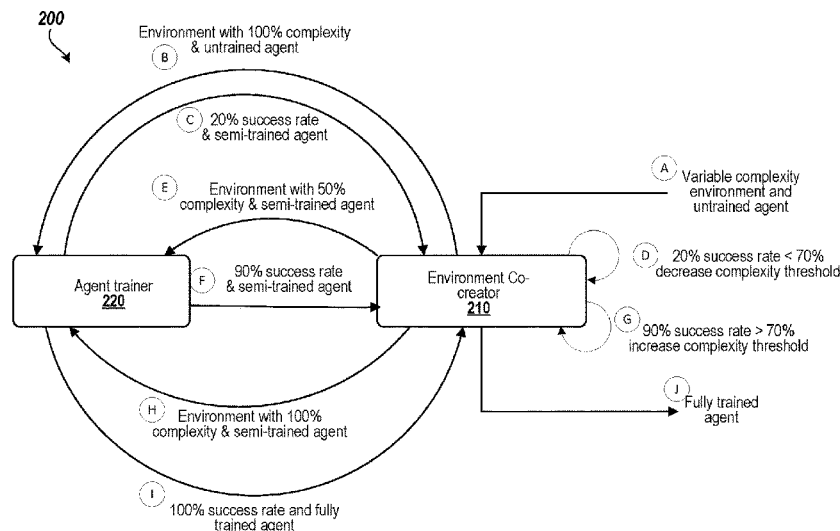 200
Environment with 100% complexity
& untrained agent
B
C
20% success rate
& semi-trained agent
A
Variable complexity
environment and
untrained agent
E
Environment with 50%
complexity & semi-trained agent
D
20% success rate < 70%
decrease complexity threshold
F
90% success rate
& semi-trained agent
Agent trainer
220
Environment Co-
creator
210
G
90% success rate > 70%
increase complexity threshold
H
Environment with 100%
complexity & semi-trained agent
J
Fully trained
agent
I
100% success rate and fully
trained agent